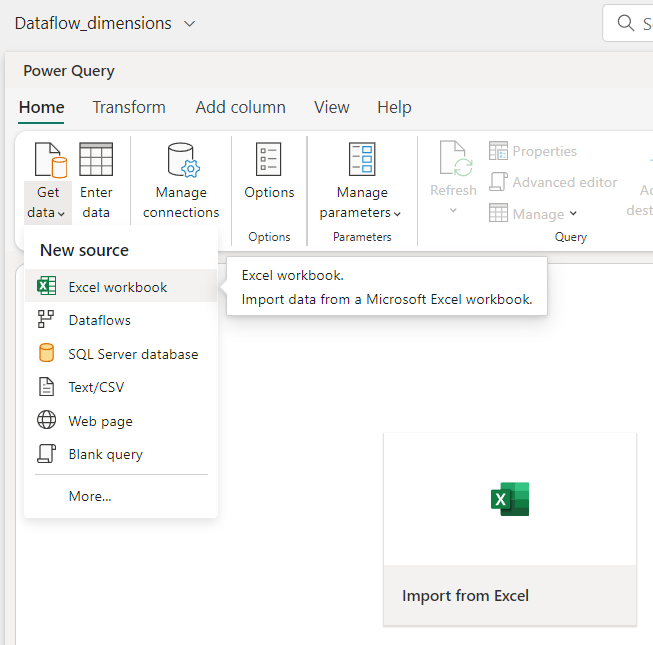 Dataflow_dimensions
Power Query
Home Transform Add column View Help
Get data
Enter data
Manage connections
Options
Options
Manage parameters
Parameters
Refresh
Properties
Advanced editor
Manage
Query
New source
Excel workbook
Dataflows
SQL Server database
Text/CSV
Web page
Blank query
More...
Excel workbook.
Import data from a Microsoft Excel workbook.
X
Import from Excel